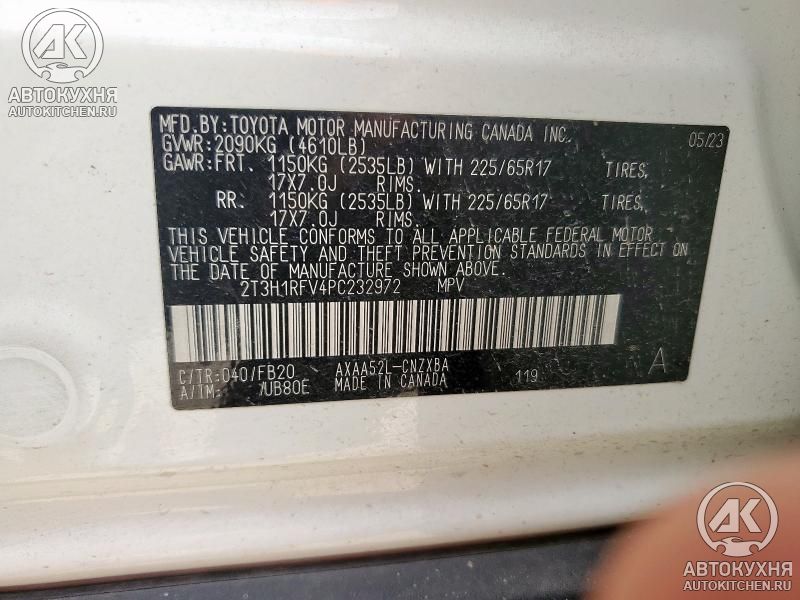 AK
АВТОКУХНЯ
AUTOKITCHEN.RU
MFD.BY:TOYOTA MOTOR MANUFACTURING CANADA INC. 05/23
GVWR:2090KG (4610LB)
GAWR:FRT. 1150KG (2535LB) WITH 225/65R17 TIRES,
17X7.0J RIMS.
RR. 1150KG (2535LB) WITH 225/65R17 TIRES,
17X7.0J RIMS.
THIS VEHICLE CONFORMS TO ALL APPLICABLE FEDERAL MOTOR
VEHICLE SAFETY AND THEFT PREVENTION STANDARDS IN EFFECT ON
THE DATE OF MANUFACTURE SHOWN ABOVE.
2T3H1RFV4PC232972 MPV
C/TR:040/FB20 AXAA52L-CNZXBA A
A/TM: /UB80E MADE IN CANADA 119
AK
АВТОКУХНЯ
AUTOKITCHEN.RU